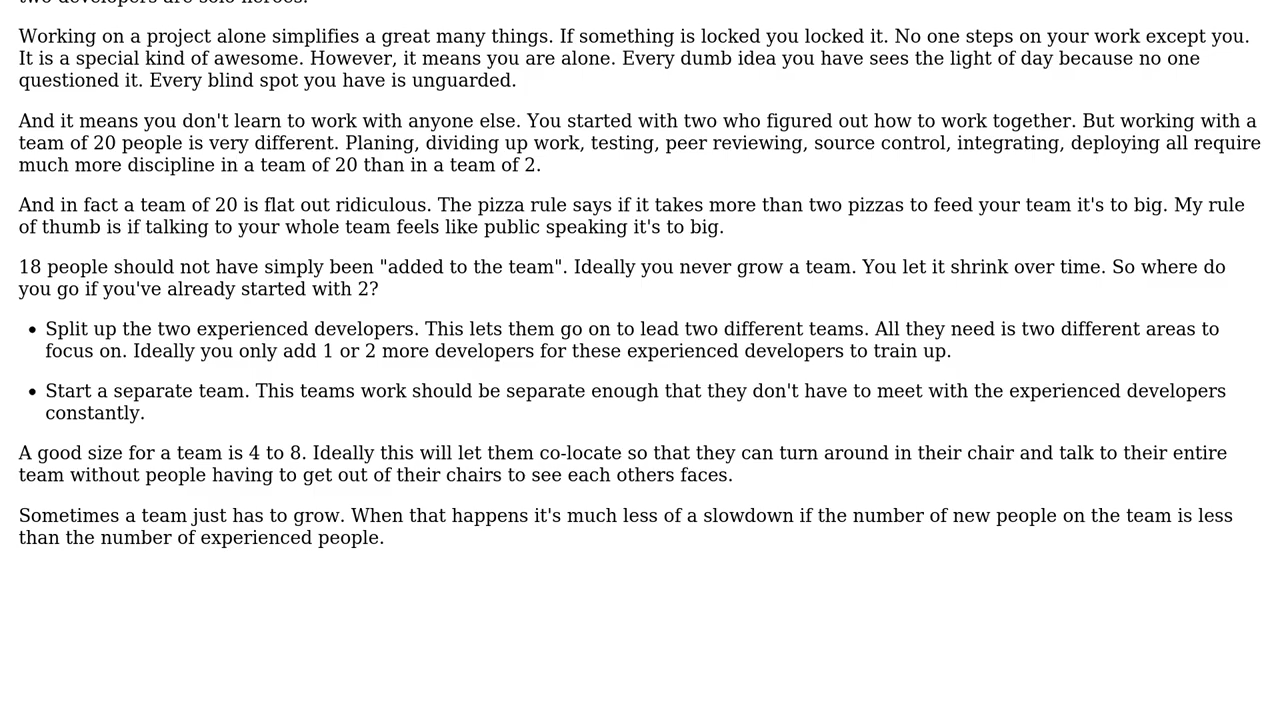 two developers are solo heroes.
Working on a project alone simplifies a great many things. If something is locked you locked it. No one steps on your work except you.
It is a special kind of awesome. However, it means you are alone. Every dumb idea you have sees the light of day because no one
questioned it. Every blind spot you have is unguarded.
And it means you don't learn to work with anyone else. You started with two who figured out how to work together. But working with a
team of 20 people is very different. Planing, dividing up work, testing, peer reviewing, source control, integrating, deploying all require
much more discipline in a team of 20 than in a team of 2.
And in fact a team of 20 is flat out ridiculous. The pizza rule says if it takes more than two pizzas to feed your team it's to big. My rule
of thumb is if talking to your whole team feels like public speaking it's to big.
18 people should not have simply been "added to the team". Ideally you never grow a team. You let it shrink over time. So where do
you go if you've already started with 2?
• Split up the two experienced developers. This lets them go on to lead two different teams. All they need is two different areas to
focus on. Ideally you only add 1 or 2 more developers for these experienced developers to train up.
• Start a separate team. This teams work should be separate enough that they don't have to meet with the experienced developers
constantly.
A good size for a team is 4 to 8. Ideally this will let them co-locate so that they can turn around in their chair and talk to their entire
team without people having to get out of their chairs to see each others faces.
Sometimes a team just has to grow. When that happens it's much less of a slowdown if the number of new people on the team is less
than the number of experienced people.